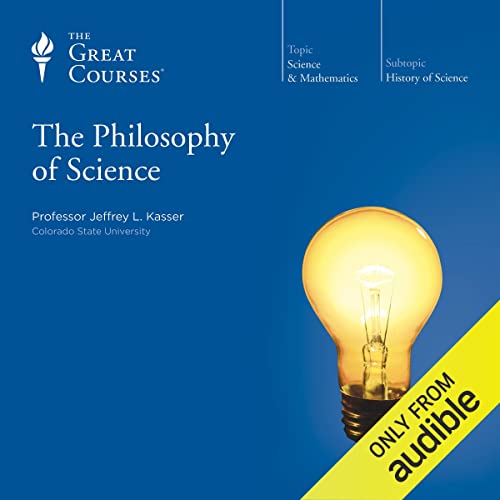 THE
GREAT
COURSES®
Topic
Science
& Mathematics
Subtopic
History of Science
The Philosophy
of Science
Professor Jeffrey L. Kasser
Colorado State University
ONLY FROM
audible